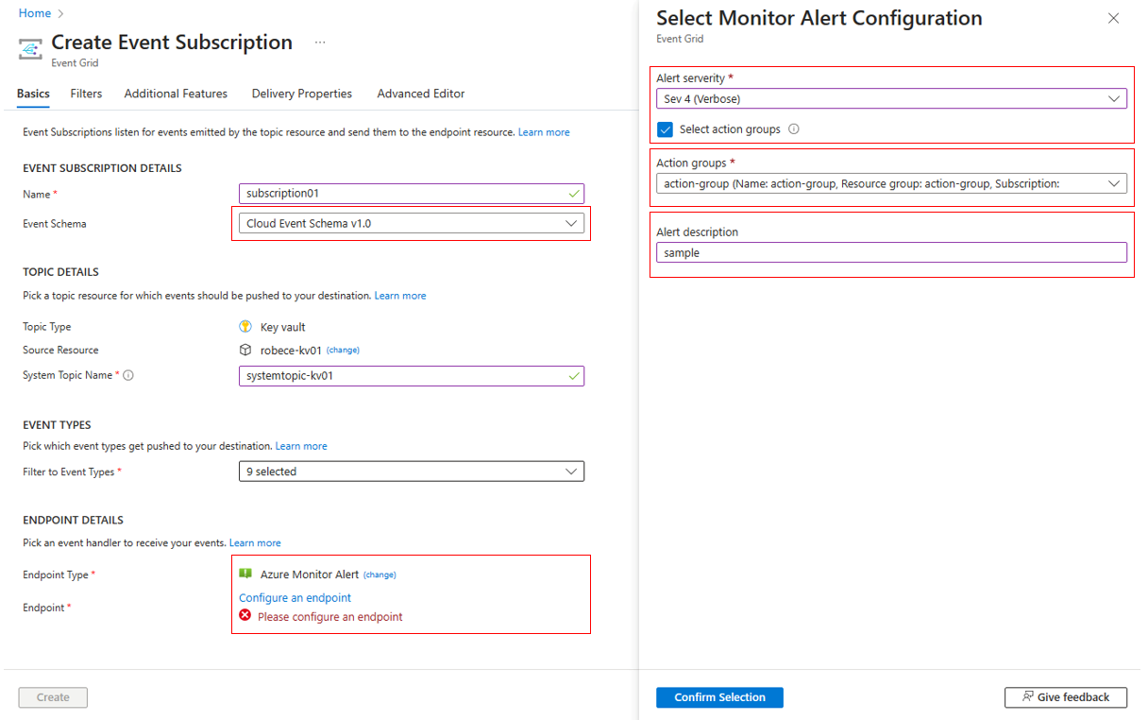 Home >
Create Event Subscription ...
Event Grid
Basics Filters Additional Features Delivery Properties Advanced Editor
Event Subscriptions listen for events emitted by the topic resource and send them to the endpoint resource. Learn more
EVENT SUBSCRIPTION DETAILS
Name * subscription01
Event Schema Cloud Event Schema v1.0
TOPIC DETAILS
Pick a topic resource for which events should be pushed to your destination. Learn more
Topic Type Key vault
Source Resource robece-kv01 (change)
System Topic Name * systemtopic-kv01
EVENT TYPES
Pick which event types get pushed to your destination. Learn more
Filter to Event Types * 9 selected
ENDPOINT DETAILS
Pick an event handler to receive your events. Learn more
Endpoint Type * Azure Monitor Alert (change)
Configure an endpoint
Endpoint *
Please configure an endpoint
Create
Select Monitor Alert Configuration
Event Grid
Alert serverity *
Sev 4 (Verbose)
Select action groups
Action groups *
action-group (Name: action-group, Resource group: action-group, Subscription:
Alert description
sample
Confirm Selection Give feedback